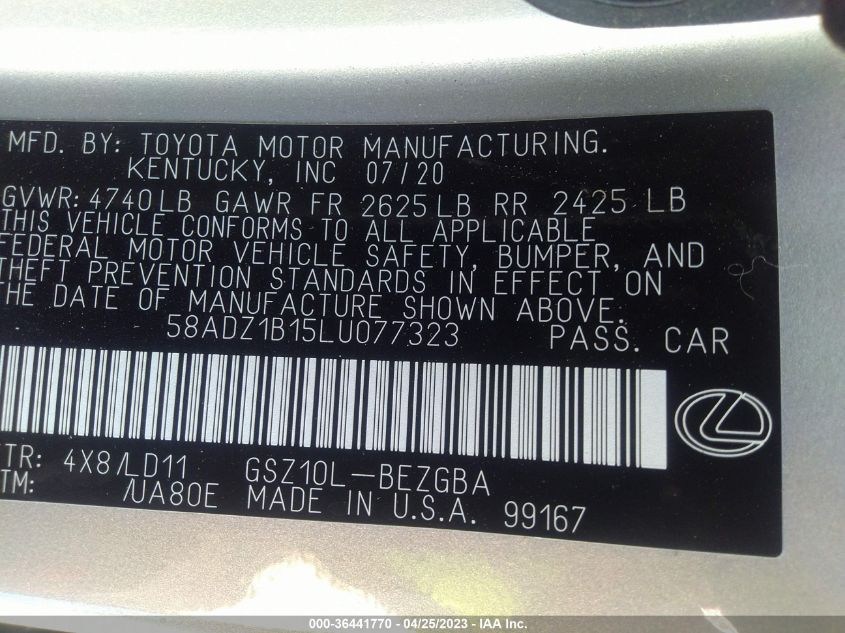 MFD. BY: TOYOTA MOTOR MANUFACTURING.
KENTUCKY, INC 07/20
GVWR: 4740LB GAWR FR 2625LB RR 2425 LB
THIS VEHICLE CONFORMS TO ALL APPLICABLE
FEDERAL MOTOR VEHICLE SAFETY, BUMPER, AND
THEFT PREVENTION STANDARDS IN EFFECT ON
THE DATE OF MANUFACTURE SHOWN ABOVE.
58ADZ1B15LU077323 PASS. CAR
TR: 4X8/LD11 GSZ10L-BEZGBA
TM: /UA80E MADE IN U.S.A. 99167
000-36441770 - 04/25/2023 - IAA Inc.